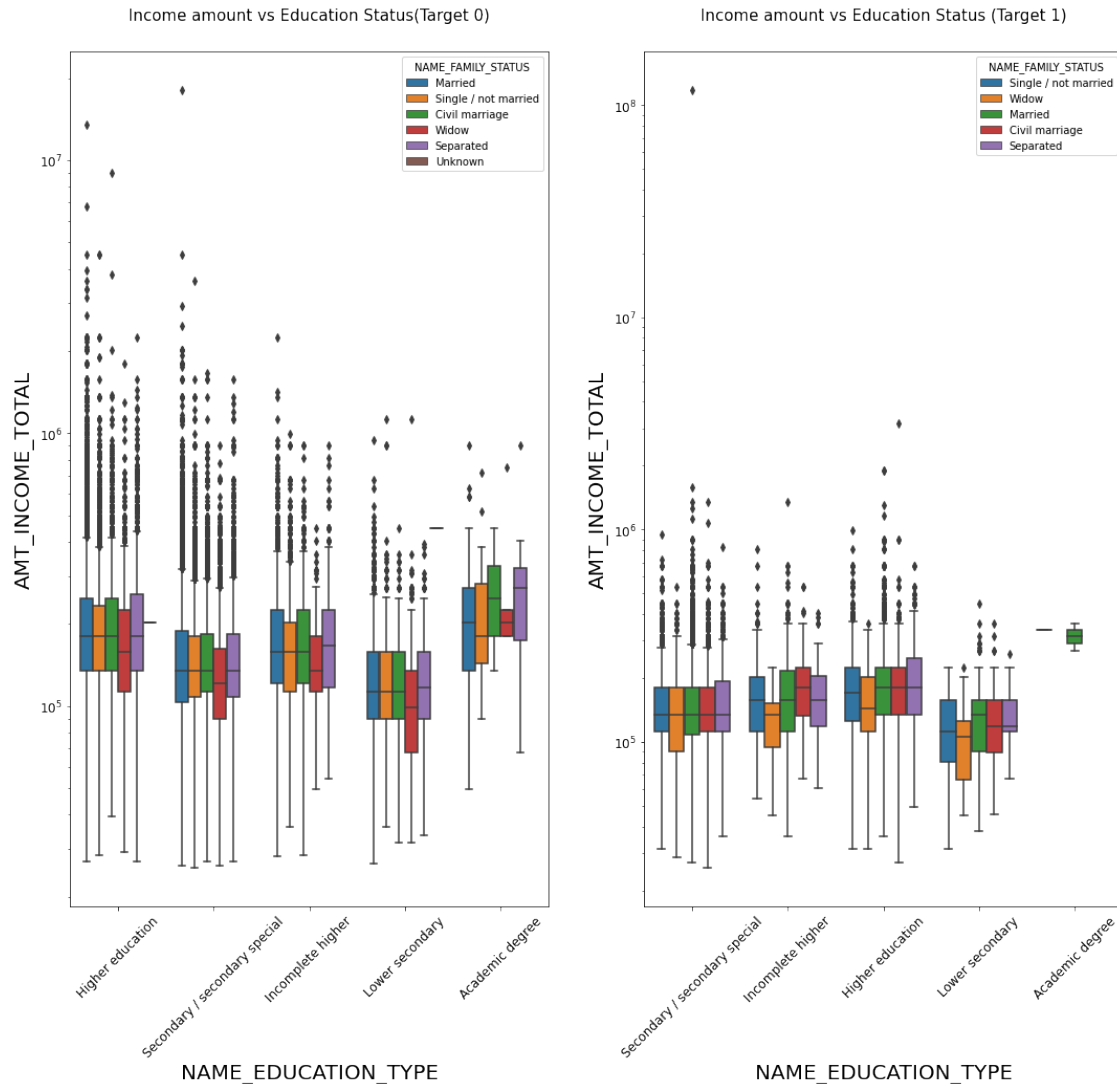 Income amount vs Education Status(Target 0)
NAME_FAMILY_STATUS
Married
Single / not married
Civil marriage
Widow
Separated
Unknown
10^7
10^6
10^5
AMT_INCOME_TOTAL
Higher education
Secondary / secondary special
Incomplete higher
Lower secondary
Academic degree
NAME_EDUCATION_TYPE
Income amount vs Education Status (Target 1)
NAME_FAMILY_STATUS
Single / not married
Widow
Married
Civil marriage
Separated
10^8
10^7
10^6
10^5
AMT_INCOME_TOTAL
Secondary / secondary special
Incomplete higher
Higher education
Lower secondary
Academic degree
NAME_EDUCATION_TYPE